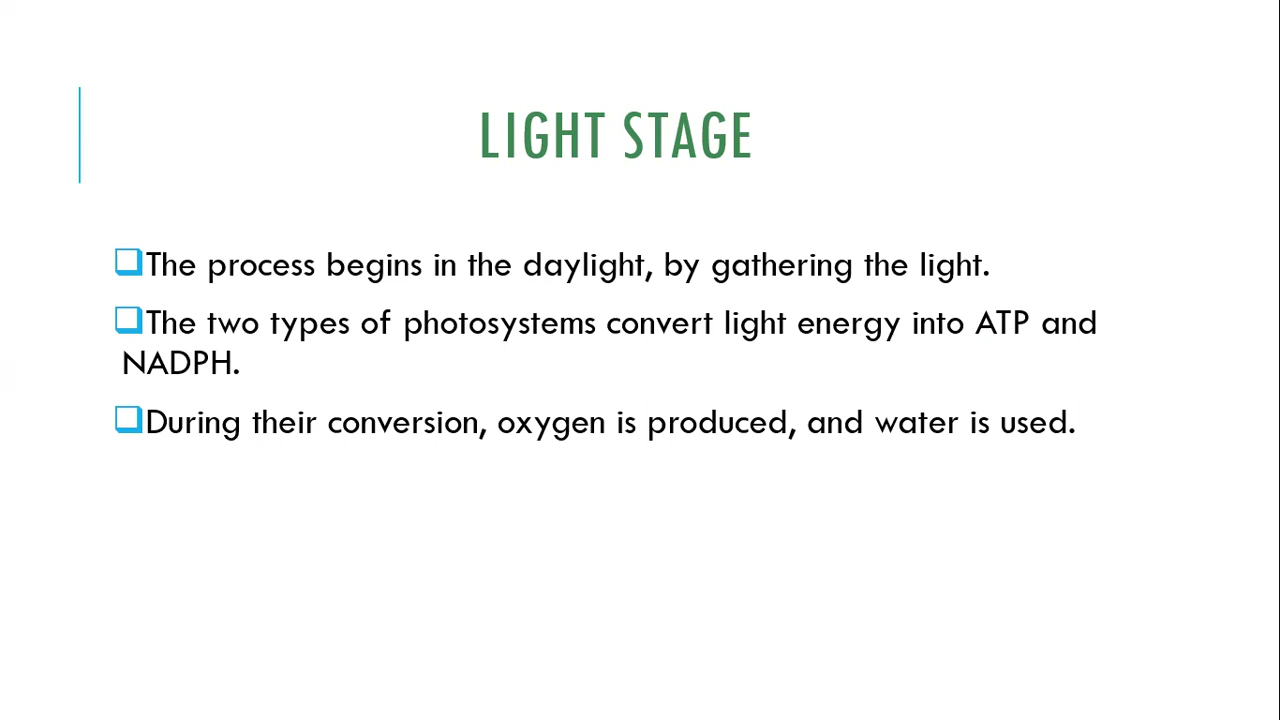 LIGHT STAGE
The process begins in the daylight, by gathering the light.
The two types of photosystems convert light energy into ATP and
NADPH.
During their conversion, oxygen is produced, and water is used.